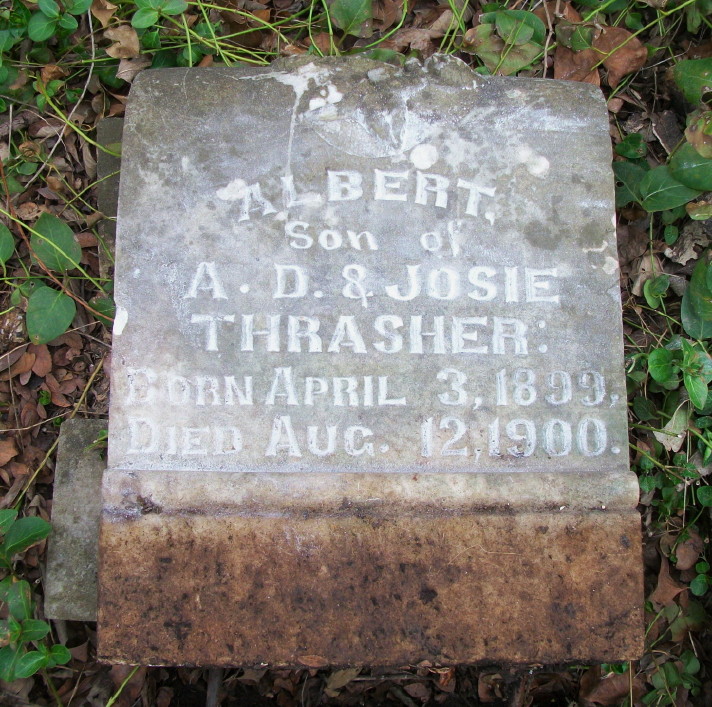 ALBERT,
Son of
A. D. & JOSIE
THRASHER:
BORN APRIL 3, 1899,
DIED AUG. 12, 1900.